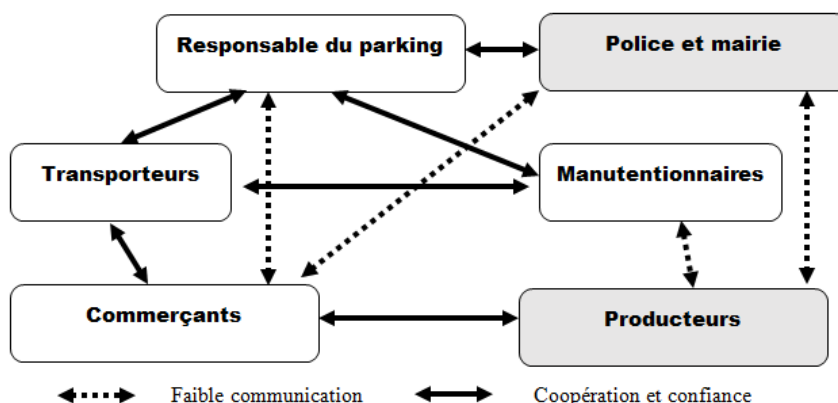 Responsable du parking
Police et mairie
Transporteurs
Manutentionnaires
Commerçants
Producteurs
Faible communication
Coopération et confiance